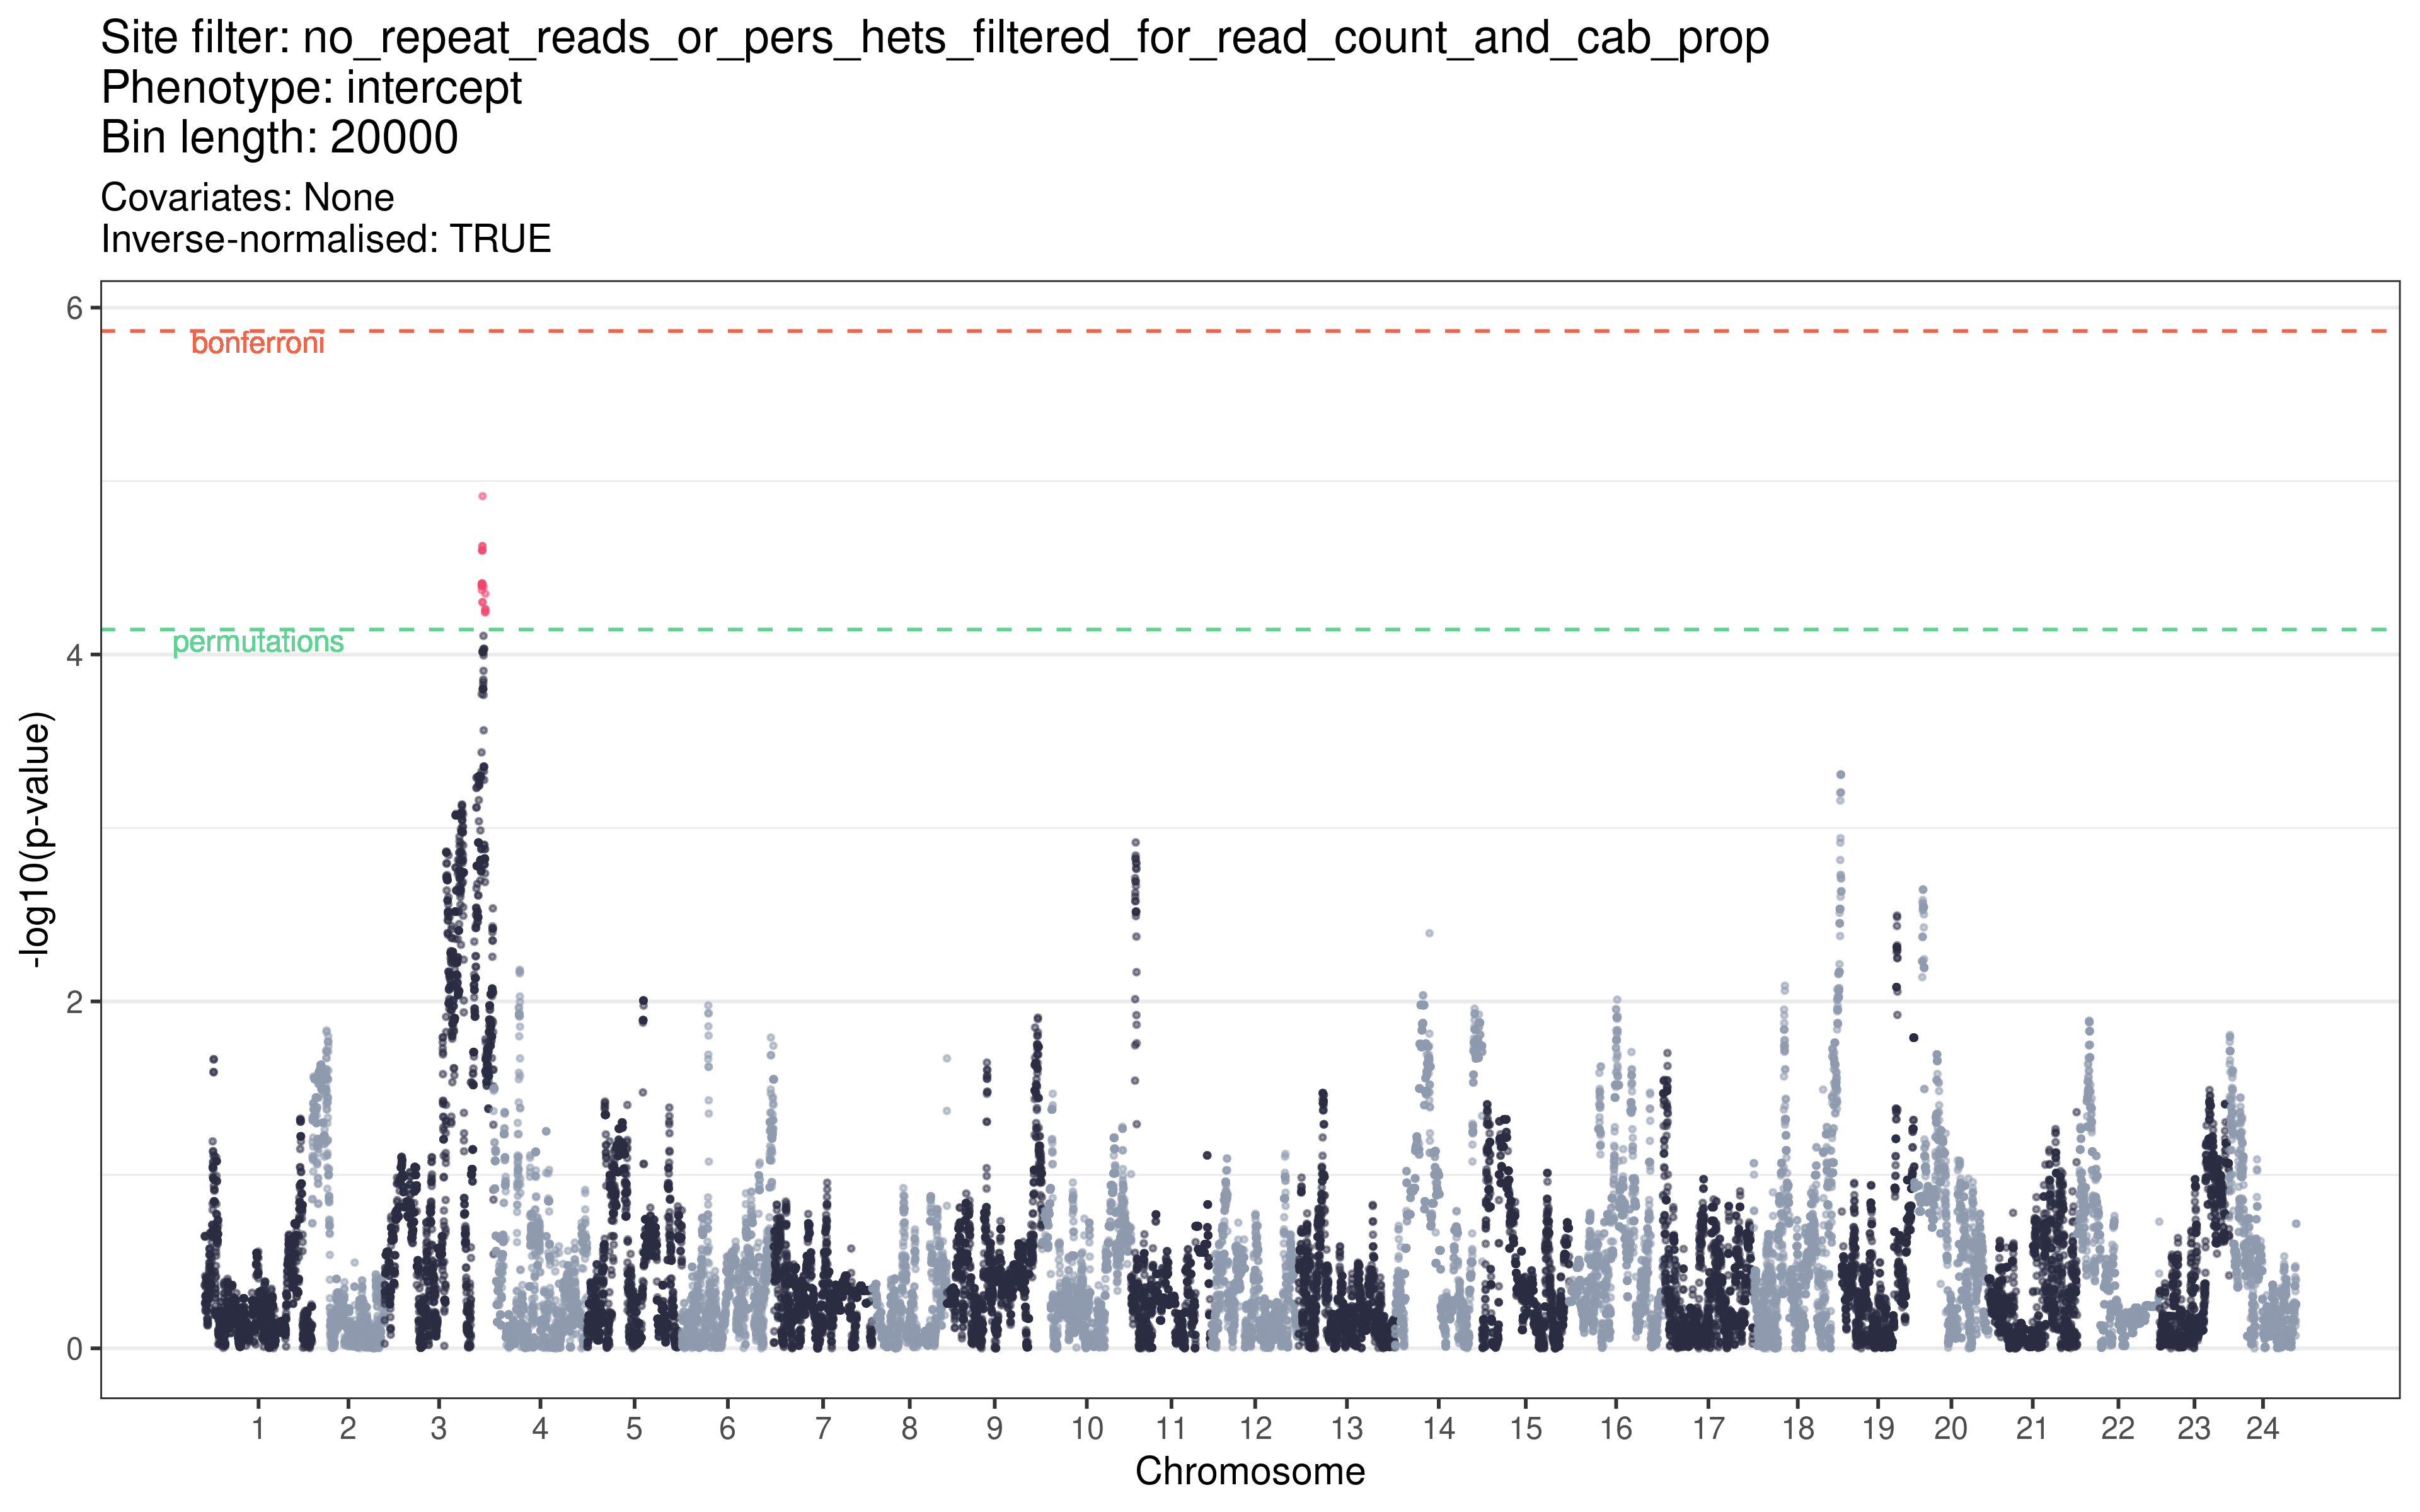 Site filter: no_repeat_reads_or_pers_hets_filtered_for_read_count_and_cab_prop
Phenotype: intercept
Bin length: 20000
Covariates: None
Inverse-normalised: TRUE
6
bonferroni
permutations
4
2
0
-log10(p-value)
1 2 3 4 5 6 7 8 9 10 11 12 13 14 15 16 17 18 19 20 21 22 23 24
Chromosome